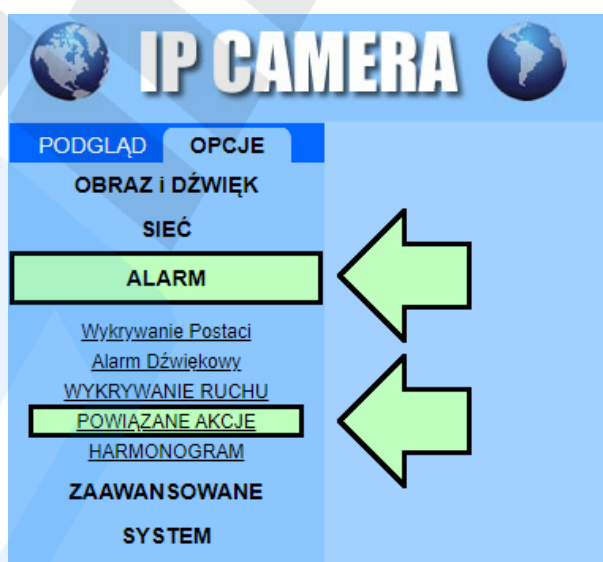 IP CAMERA
PODGLĄD OPCJE
OBRAZ i DŹWIĘK
SIEĆ
ALARM
Wykrywanie Postaci
Alarm Dźwiękowy
WYKRYWANIE RUCHU
POWIĄZANE AKCJE
HARMONOGRAM
ZAAWANSOWANE
SYSTEM